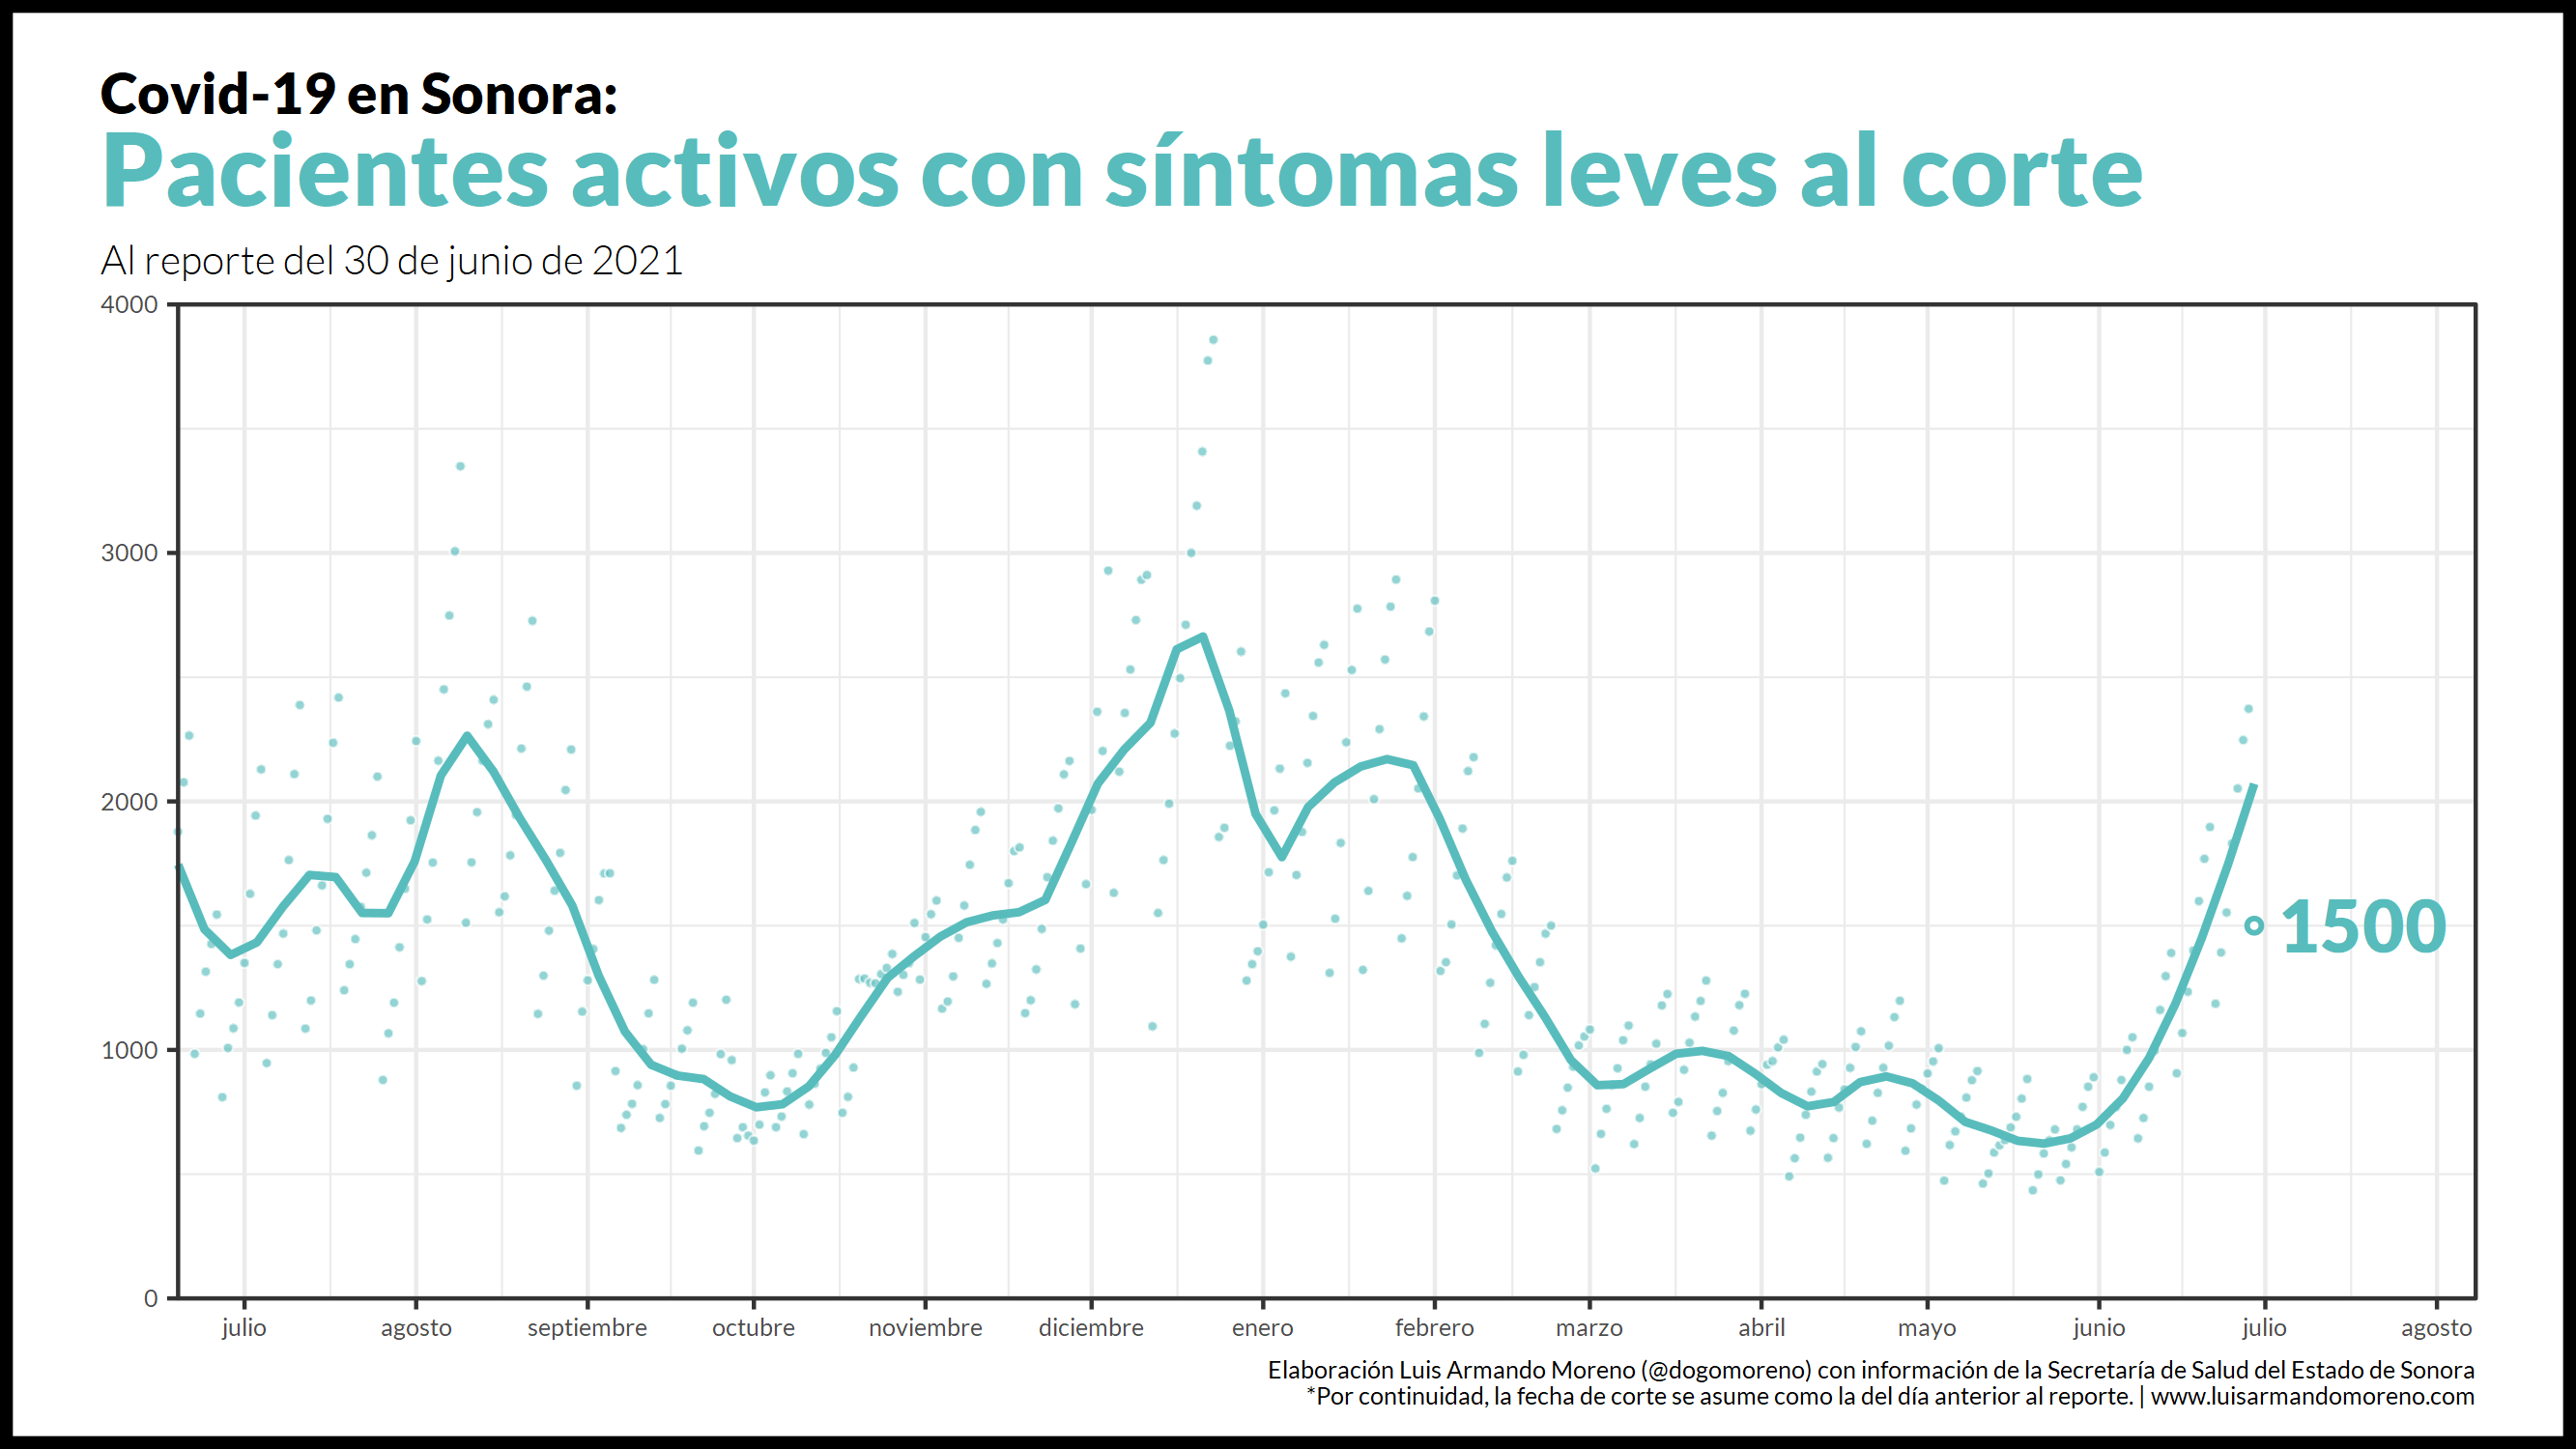 Covid-19 en Sonora:
Pacientes activos con síntomas leves al corte
Al reporte del 30 de junio de 2021
4000
3000
2000
1000
0
1500
julio agosto septiembre octubre noviembre diciembre enero febrero marzo abril mayo junio julio agosto
Elaboración Luis Armando Moreno (@dogomoreno) con información de la Secretaría de Salud del Estado de Sonora
*Por continuidad, la fecha de corte se asume como la del día anterior al reporte. | www.luisarmandomoreno.com